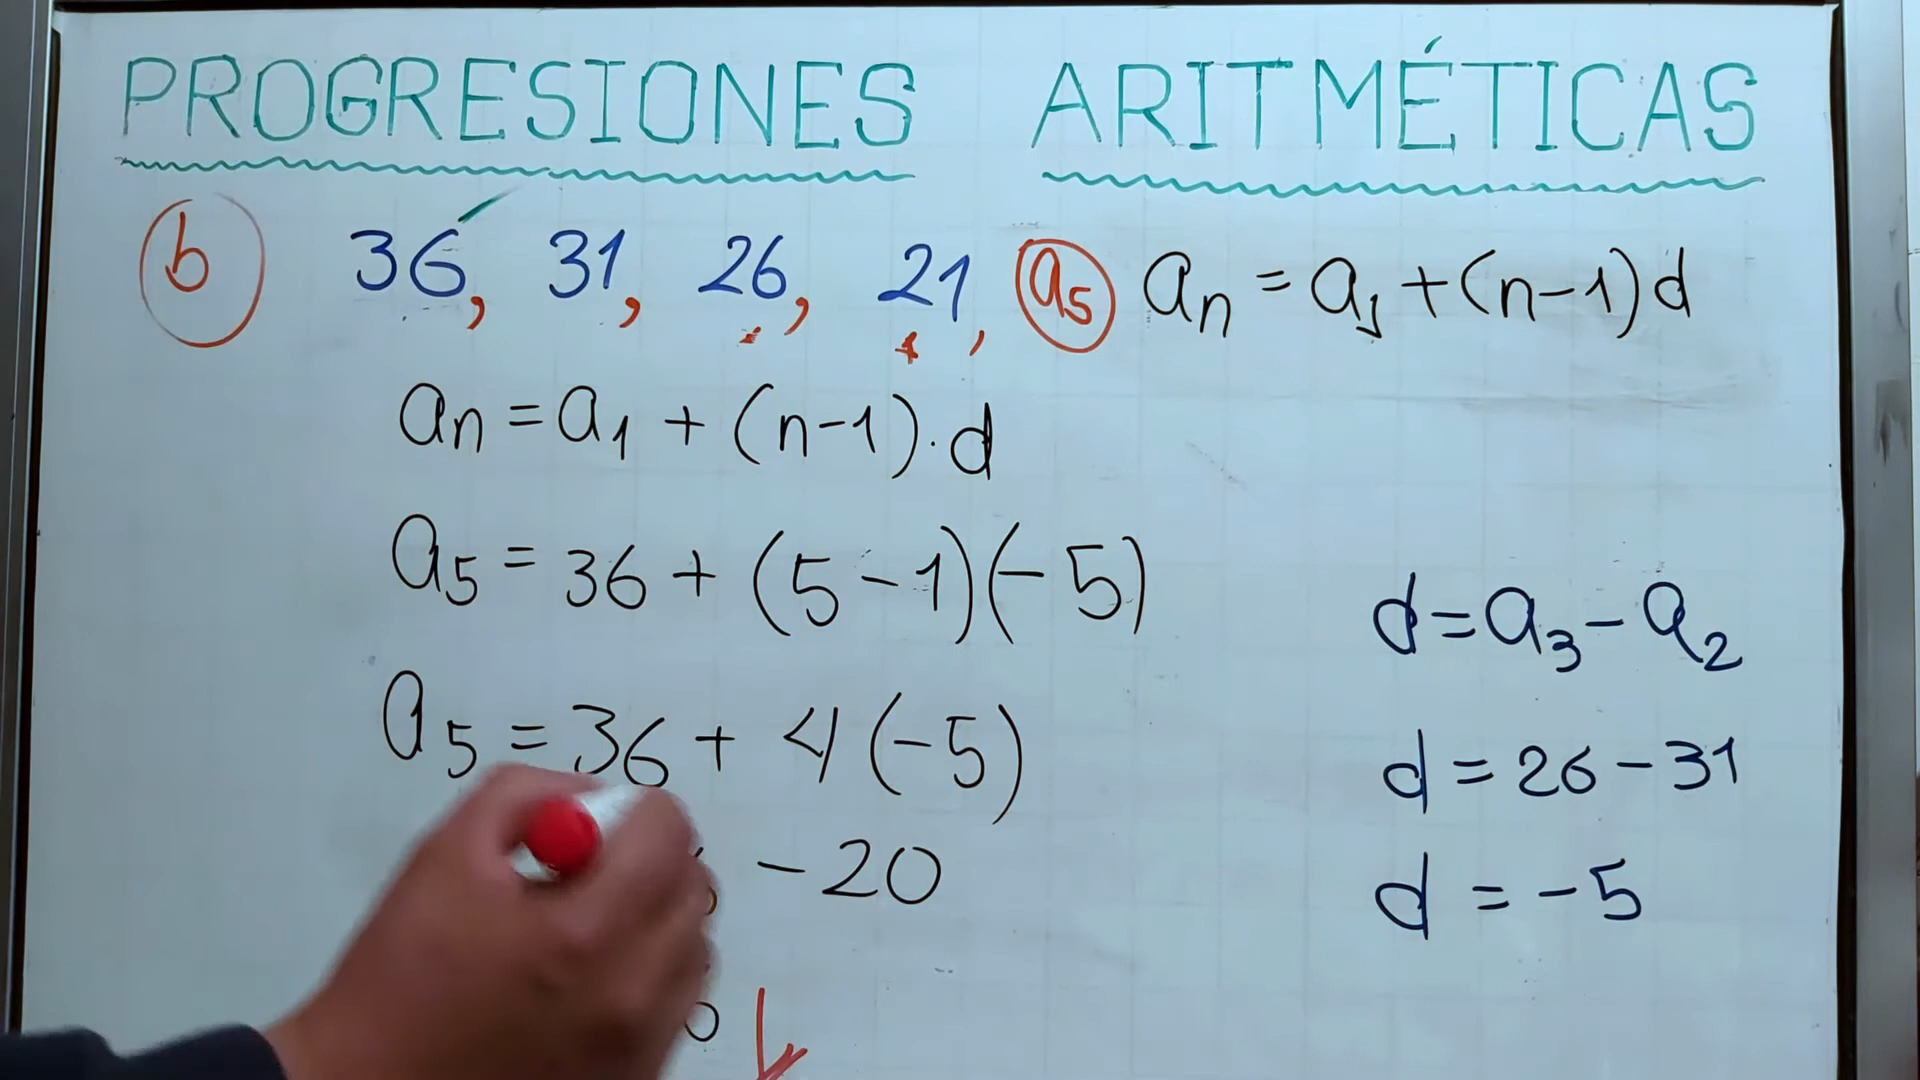 PROGRESIONES ARITMÉTICAS
b 36, 31, 26, 21, a₅ aₙ = a₁ + (n-1)d
aₙ = a₁ + (n-1)·d
a₅ = 36 + (5-1)(-5)
a₅ = 36 + 4(-5)
- 20
d = a₃ - a₂
d = 26 - 31
d = -5